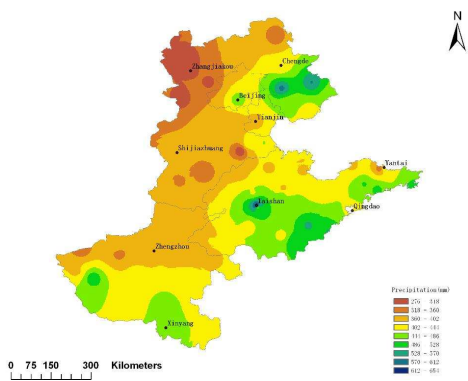 N
Chengde
Zhangjiakou
Beijing
Tianjin
Shijiazhuang
Yantai
Taishan
Qingdao
Zhengzhou
Xinyang
Precipitation(mm)
276 - 318
318 - 360
360 - 402
402 - 444
444 - 486
486 - 528
528 - 570
570 - 612
612 - 654
0 75 150 300 Kilometers